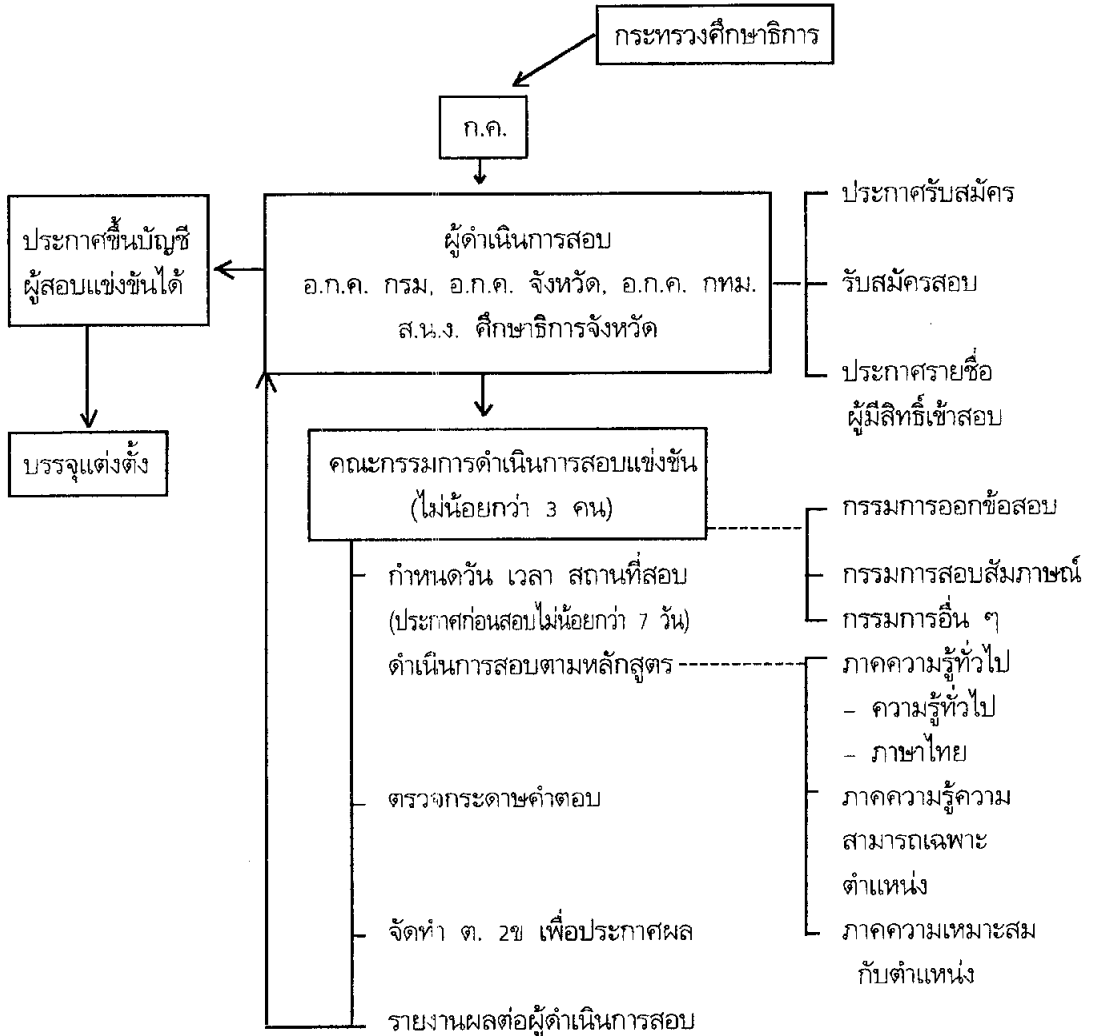 กระทรวงศึกษาธิการ
ก.ค.
ประกาศขึ้นบัญชี
ผู้สอบแข่งขันได้
บรรจุแต่งตั้ง
ผู้ดำเนินการสอบ
อ.ก.ค. กรม, อ.ก.ค. จังหวัด, อ.ก.ค. กทม.
ส.น.ง. ศึกษาธิการจังหวัด
ประกาศรับสมัคร
รับสมัครสอบ
ประกาศรายชื่อ
ผู้มีสิทธิ์เข้าสอบ
คณะกรรมการดำเนินการสอบแข่งขัน
(ไม่น้อยกว่า 3 คน)
กรรมการออกข้อสอบ
กรรมการสอบสัมภาษณ์
กรรมการอื่น ๆ
กำหนดวัน เวลา สถานที่สอบ
(ประกาศก่อนสอบไม่น้อยกว่า 7 วัน)
ดำเนินการสอบตามหลักสูตร
ภาคความรู้ทั่วไป
- ความรู้ทั่วไป
- ภาษาไทย
ภาคความรู้ความ
สามารถเฉพาะ
ตำแหน่ง
ภาคความเหมาะสม
กับตำแหน่ง
ตรวจกระดาษคำตอบ
จัดทำ ต. 2ข เพื่อประกาศผล
รายงานผลต่อผู้ดำเนินการสอบ